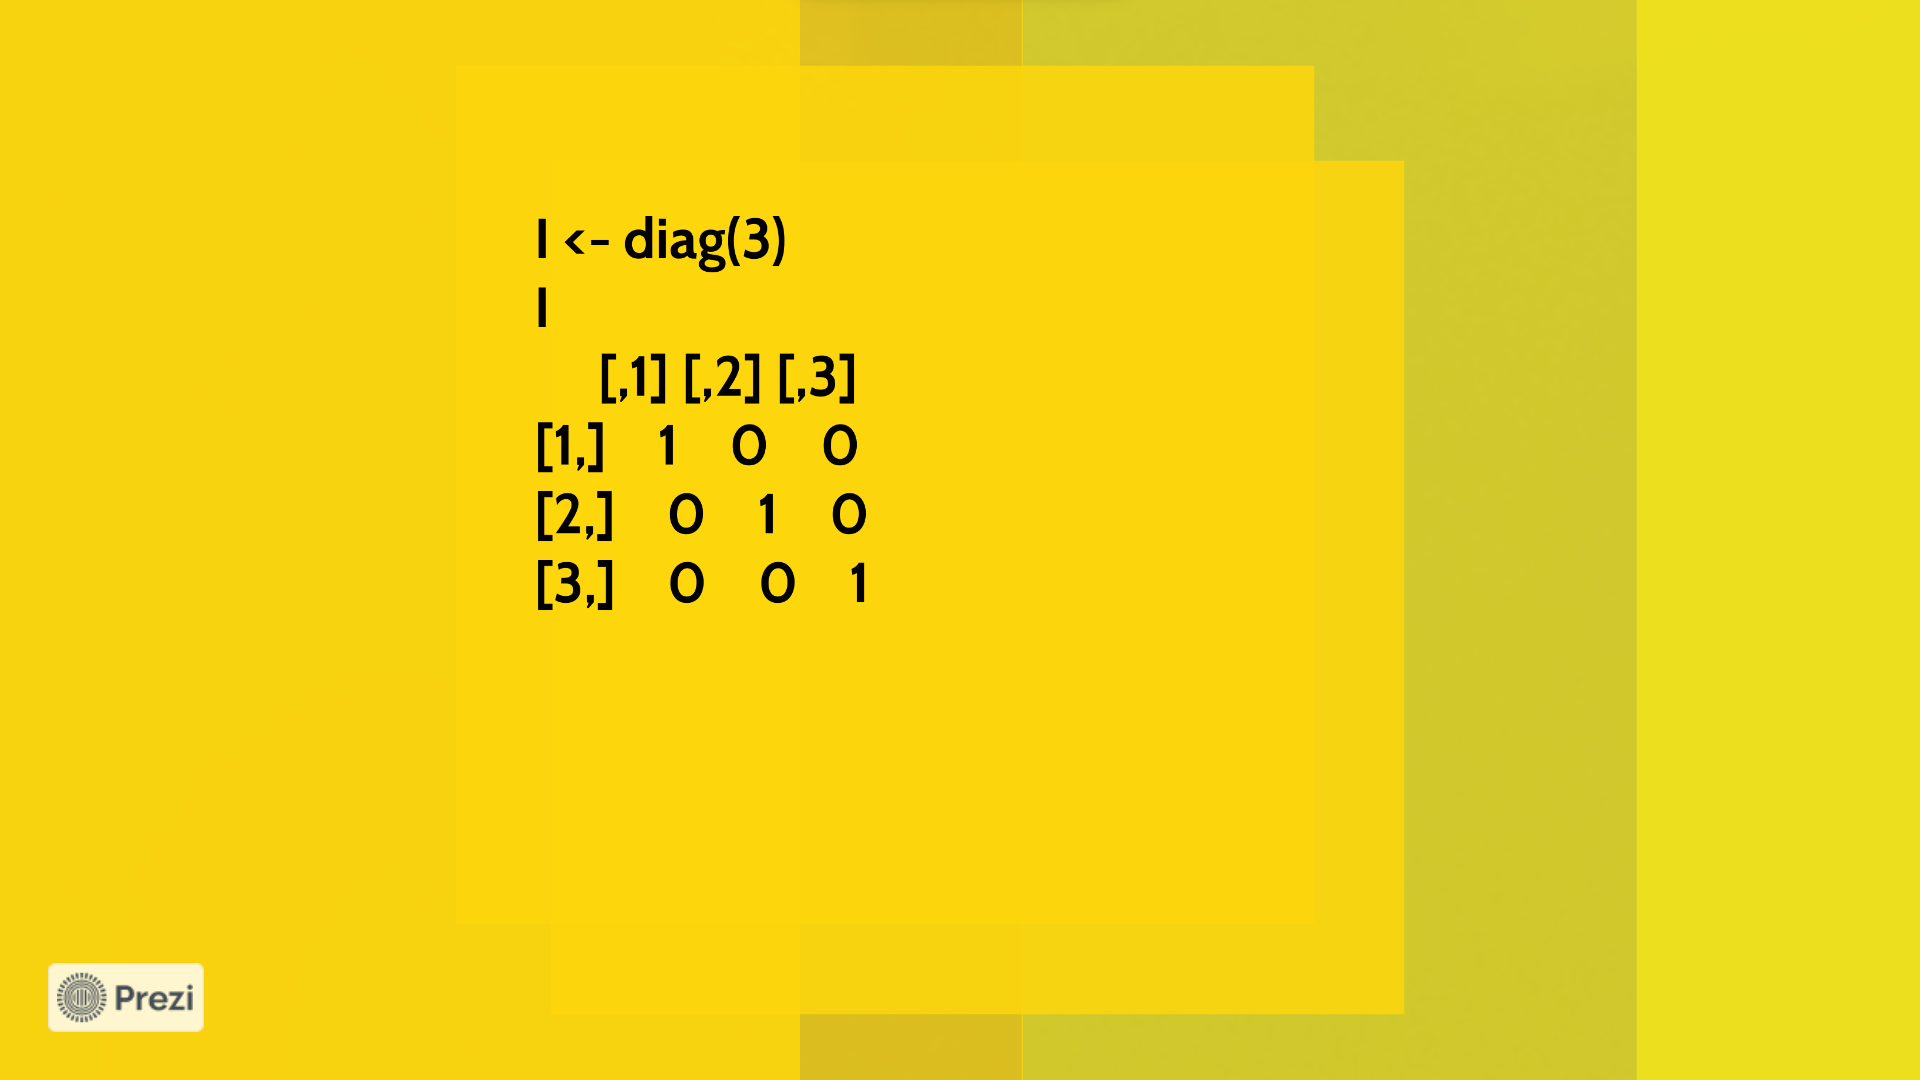 I <- diag(3)
I
[,1] [,2] [,3]
[1,] 1 0 0
[2,] 0 1 0
[3,] 0 0 1
Prezi